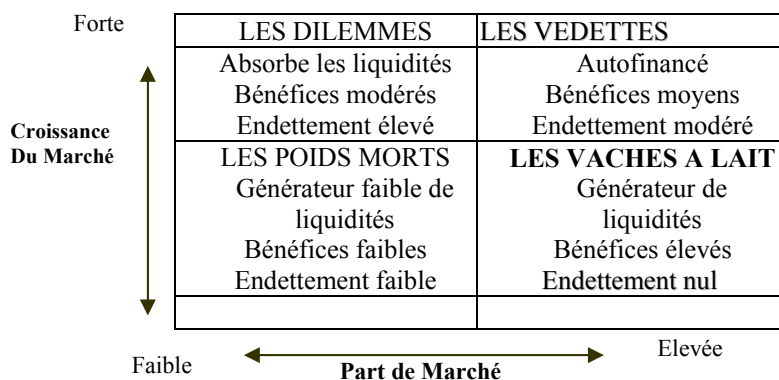 Forte
LES DILEMMES LES VEDETTES
Absorbe les liquidités
Bénéfices modérés
Endettement élevé
Autofinancé
Bénéfices moyens
Endettement modéré
Croissance
Du Marché
LES POIDS MORTS
Générateur faible de
liquidités
Bénéfices faibles
Endettement faible
LES VACHES A LAIT
Générateur de
liquidités
Bénéfices élevés
Endettement nul
Faible
Part de Marché
Elevée